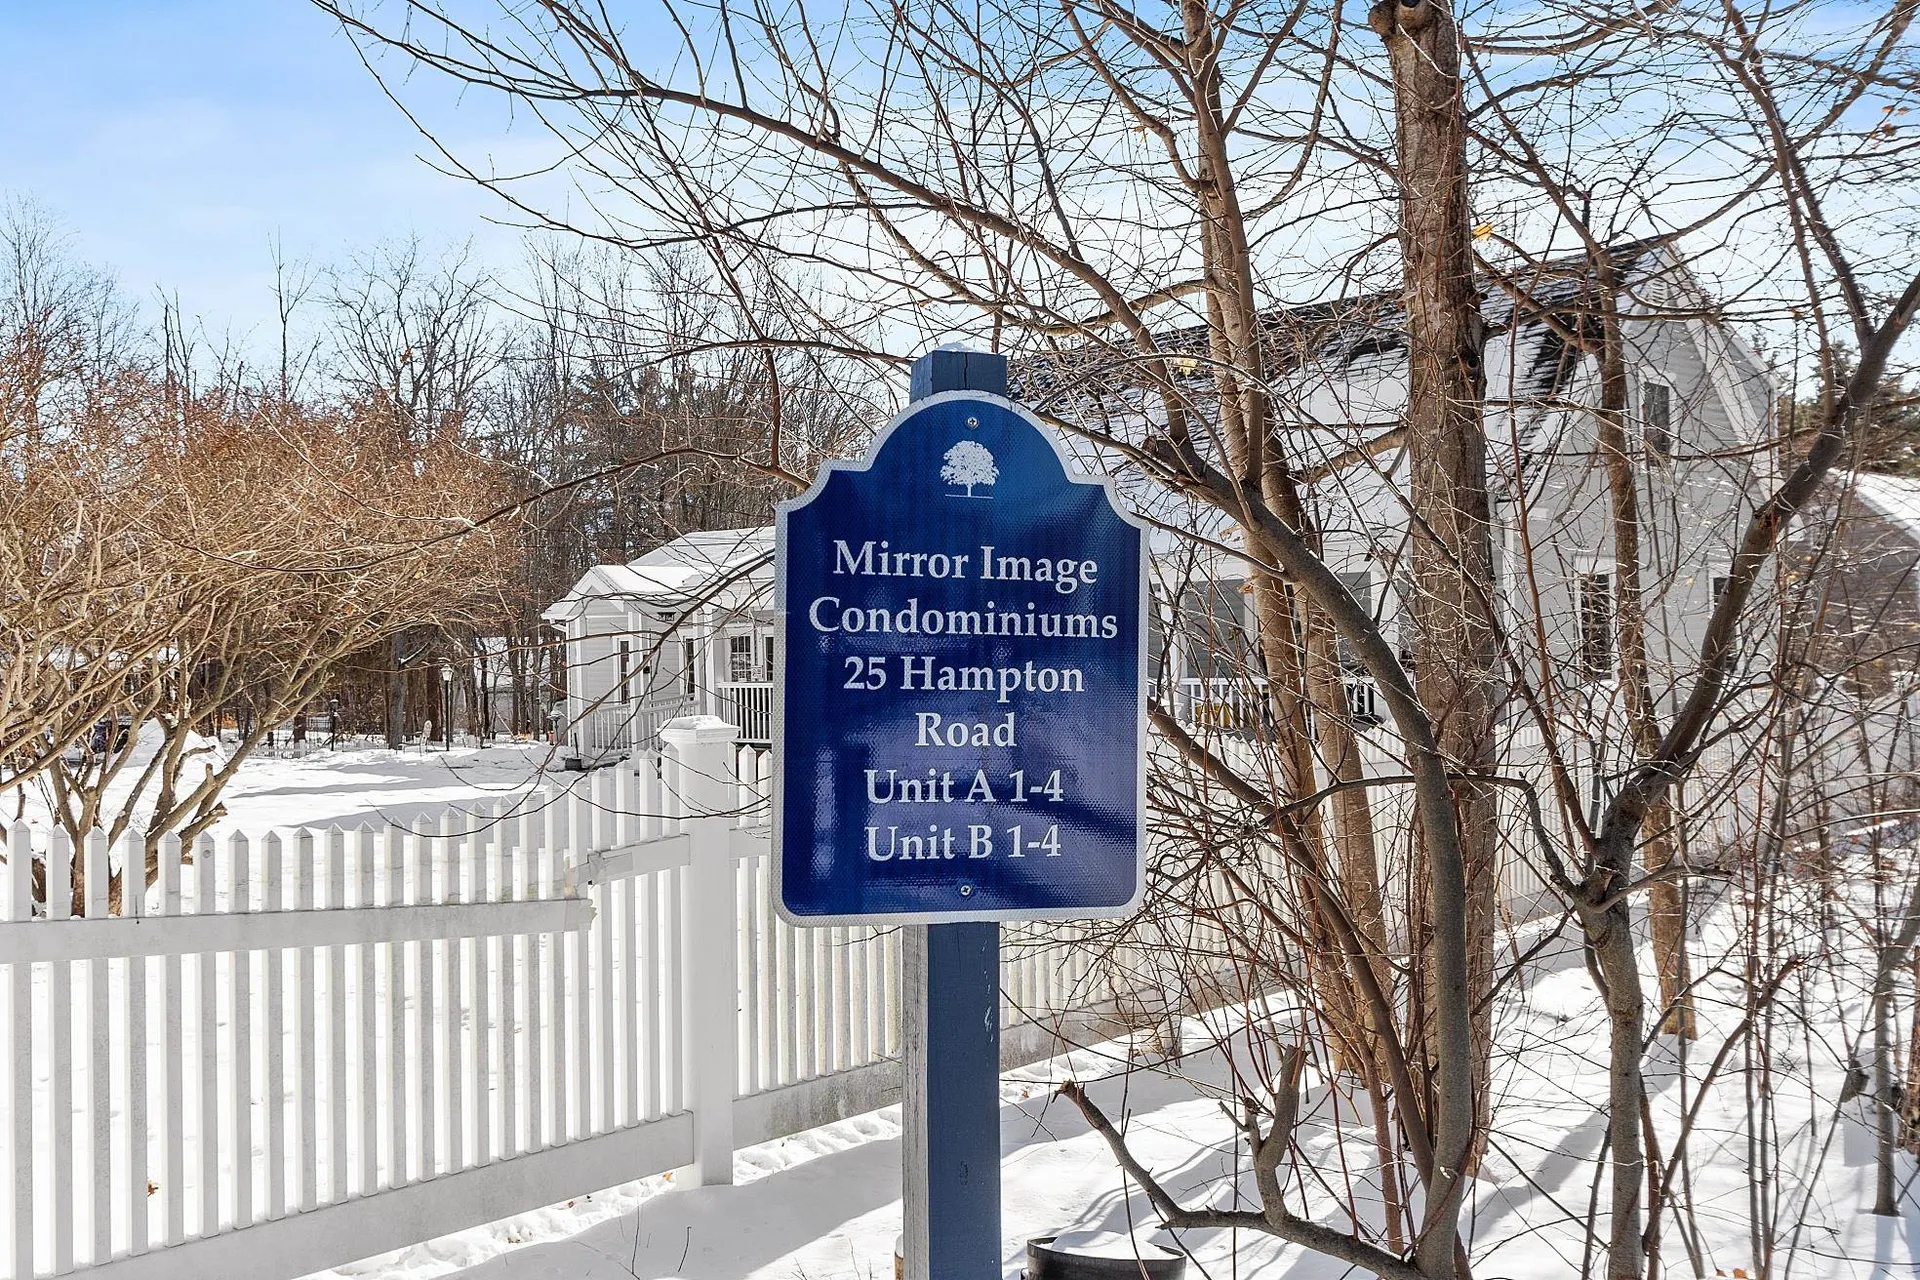 Mirror Image
Condominiums
25 Hampton
Road
Unit A 1-4
Unit B 1-4